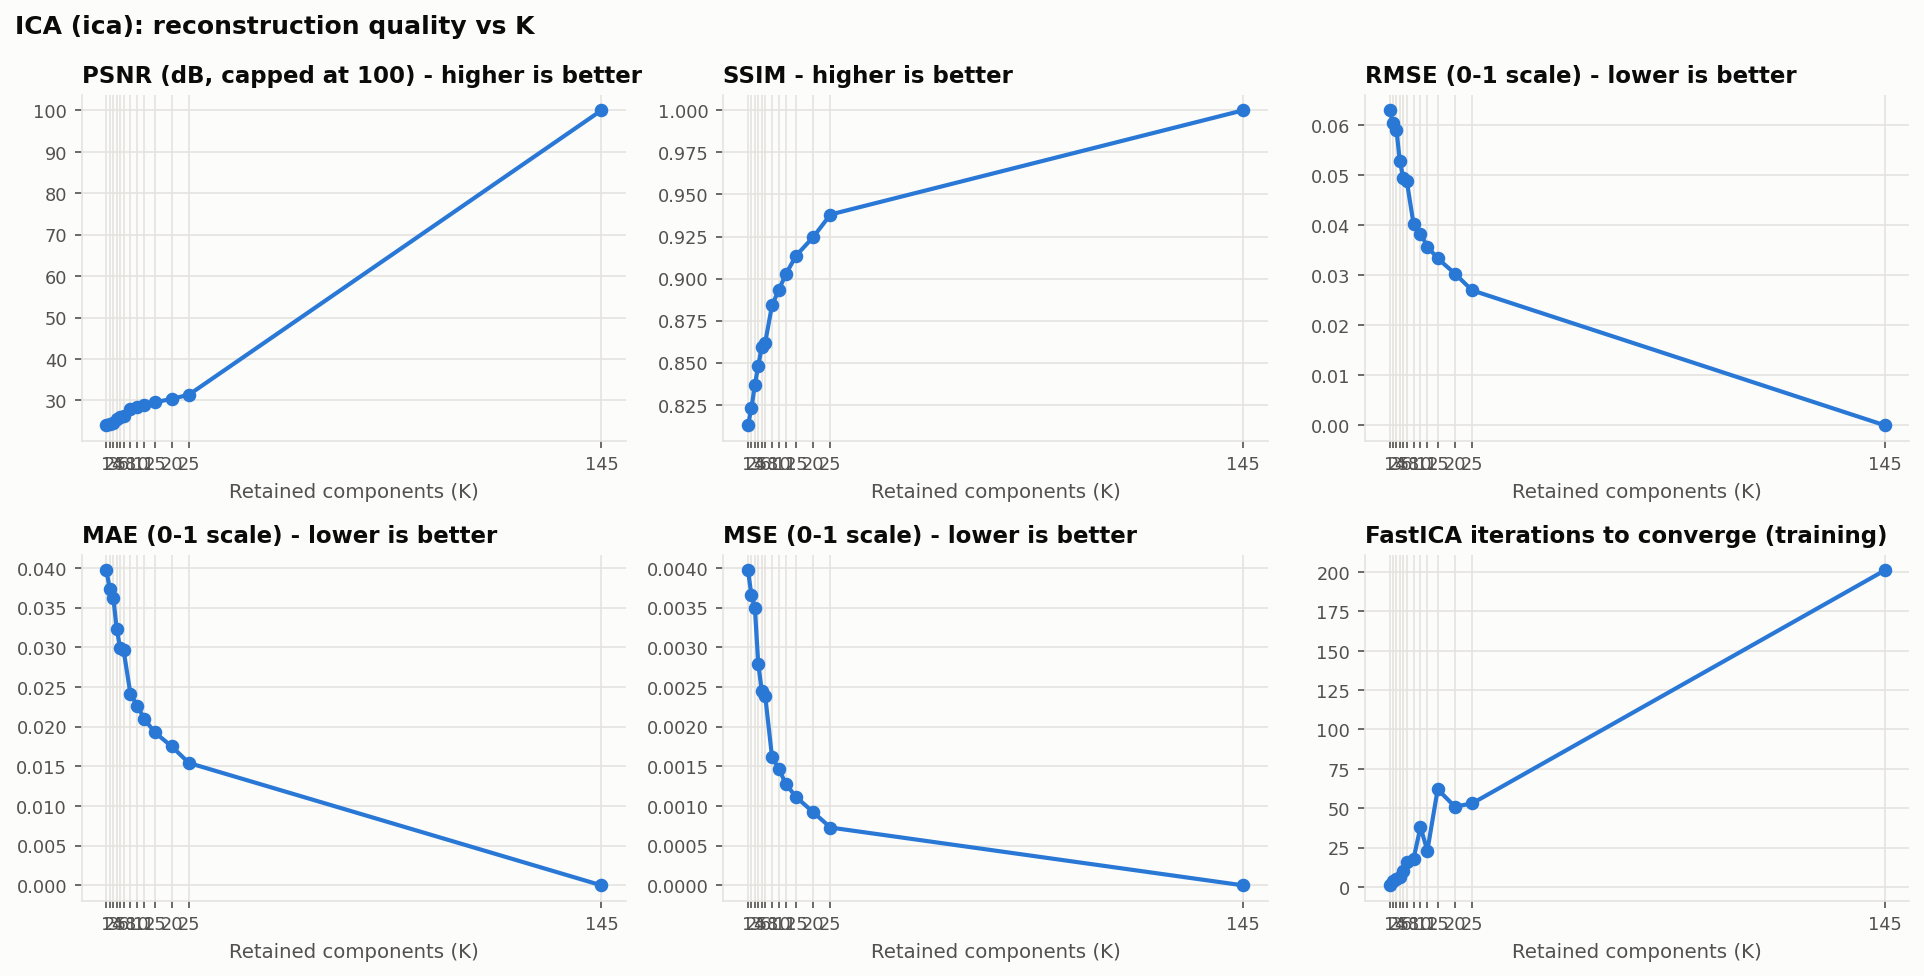 ICA (ica): reconstruction quality vs K
PSNR (dB, capped at 100) - higher is better
100
90
80
70
60
50
40
30
20 25 145
Retained components (K)
SSIM - higher is better
1.000
0.975
0.950
0.925
0.900
0.875
0.850
0.825
20 25 145
Retained components (K)
RMSE (0-1 scale) - lower is better
0.06
0.05
0.04
0.03
0.02
0.01
0.00
20 25 145
Retained components (K)
MAE (0-1 scale) - lower is better
0.040
0.035
0.030
0.025
0.020
0.015
0.010
0.005
0.000
20 25 145
Retained components (K)
MSE (0-1 scale) - lower is better
0.0040
0.0035
0.0030
0.0025
0.0020
0.0015
0.0010
0.0005
0.0000
20 25 145
Retained components (K)
FastICA iterations to converge (training)
200
175
150
125
100
75
50
25
0
20 25 145
Retained components (K)